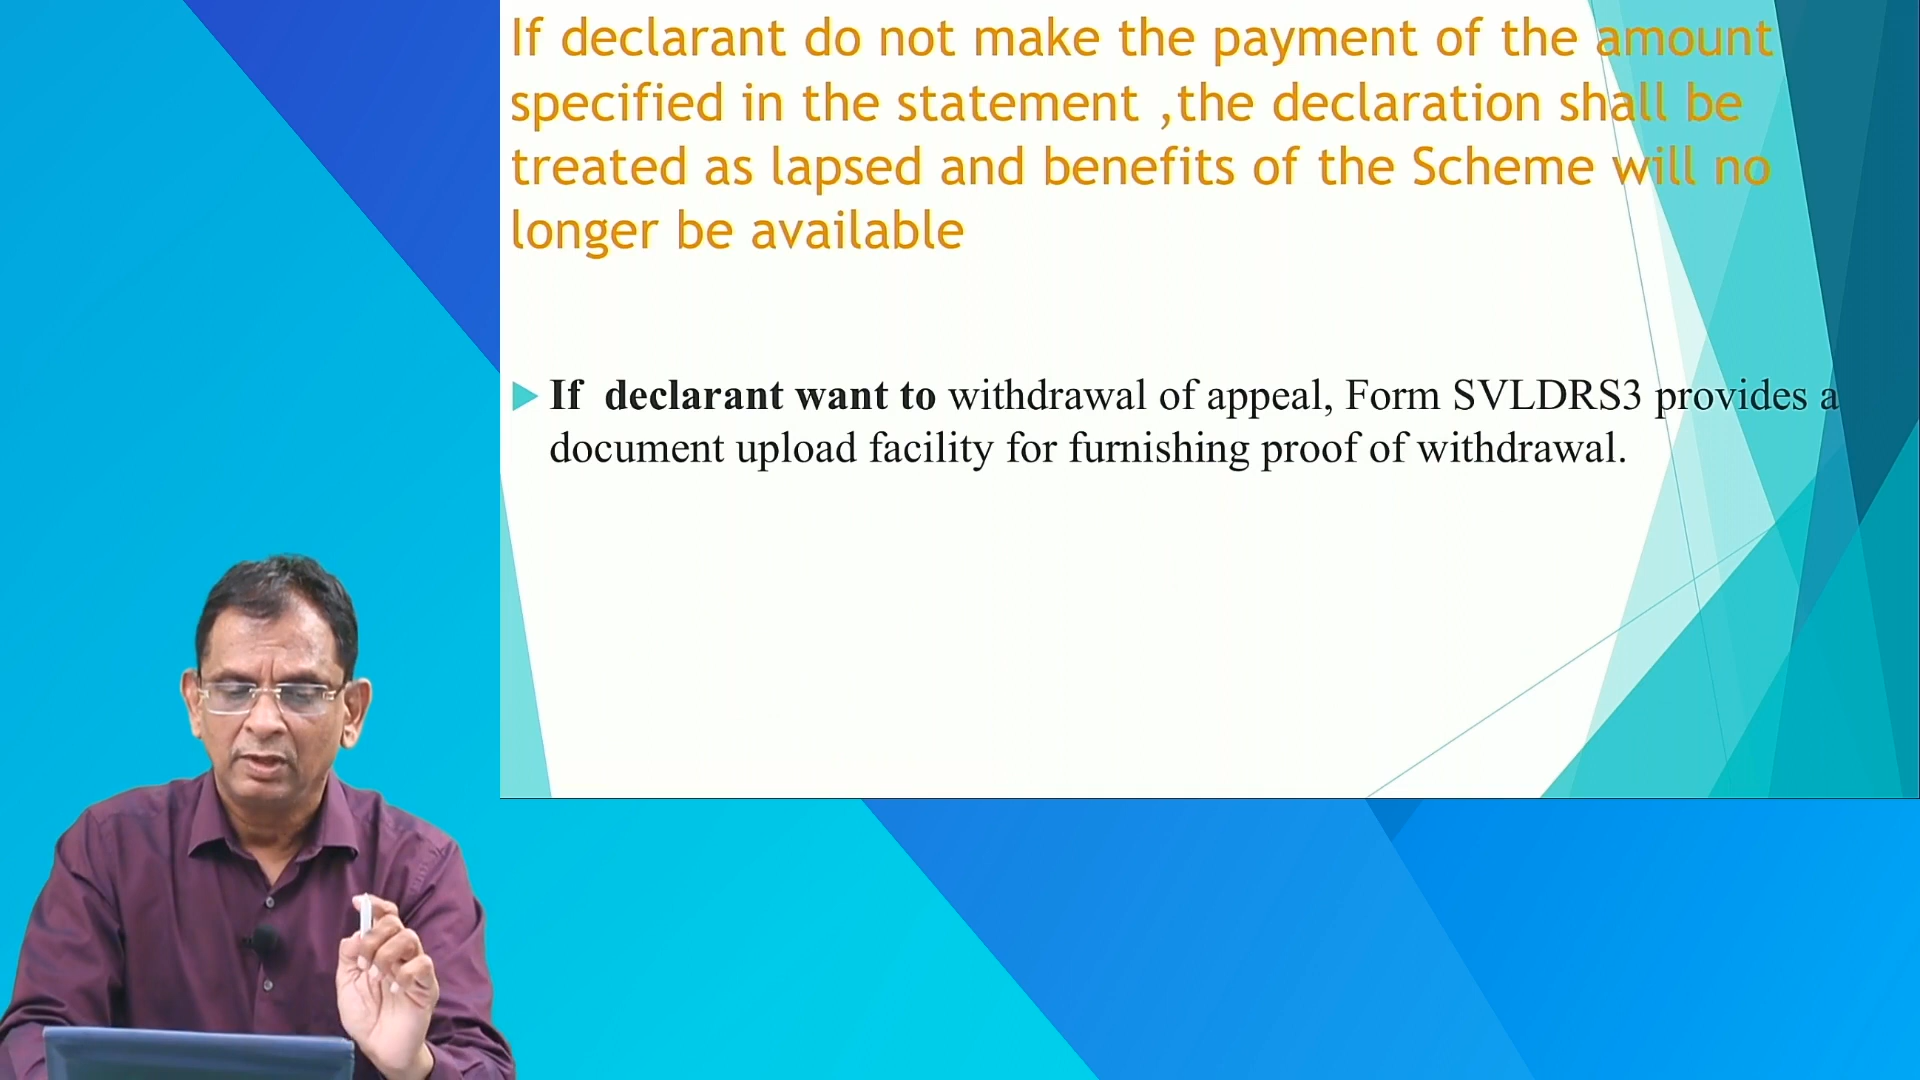 If declarant do not make the payment of the amount
specified in the statement ,the declaration shall be
treated as lapsed and benefits of the Scheme will no
longer be available
If  declarant want to withdrawal of appeal, Form SVLDRS3 provides a
document upload facility for furnishing proof of withdrawal.